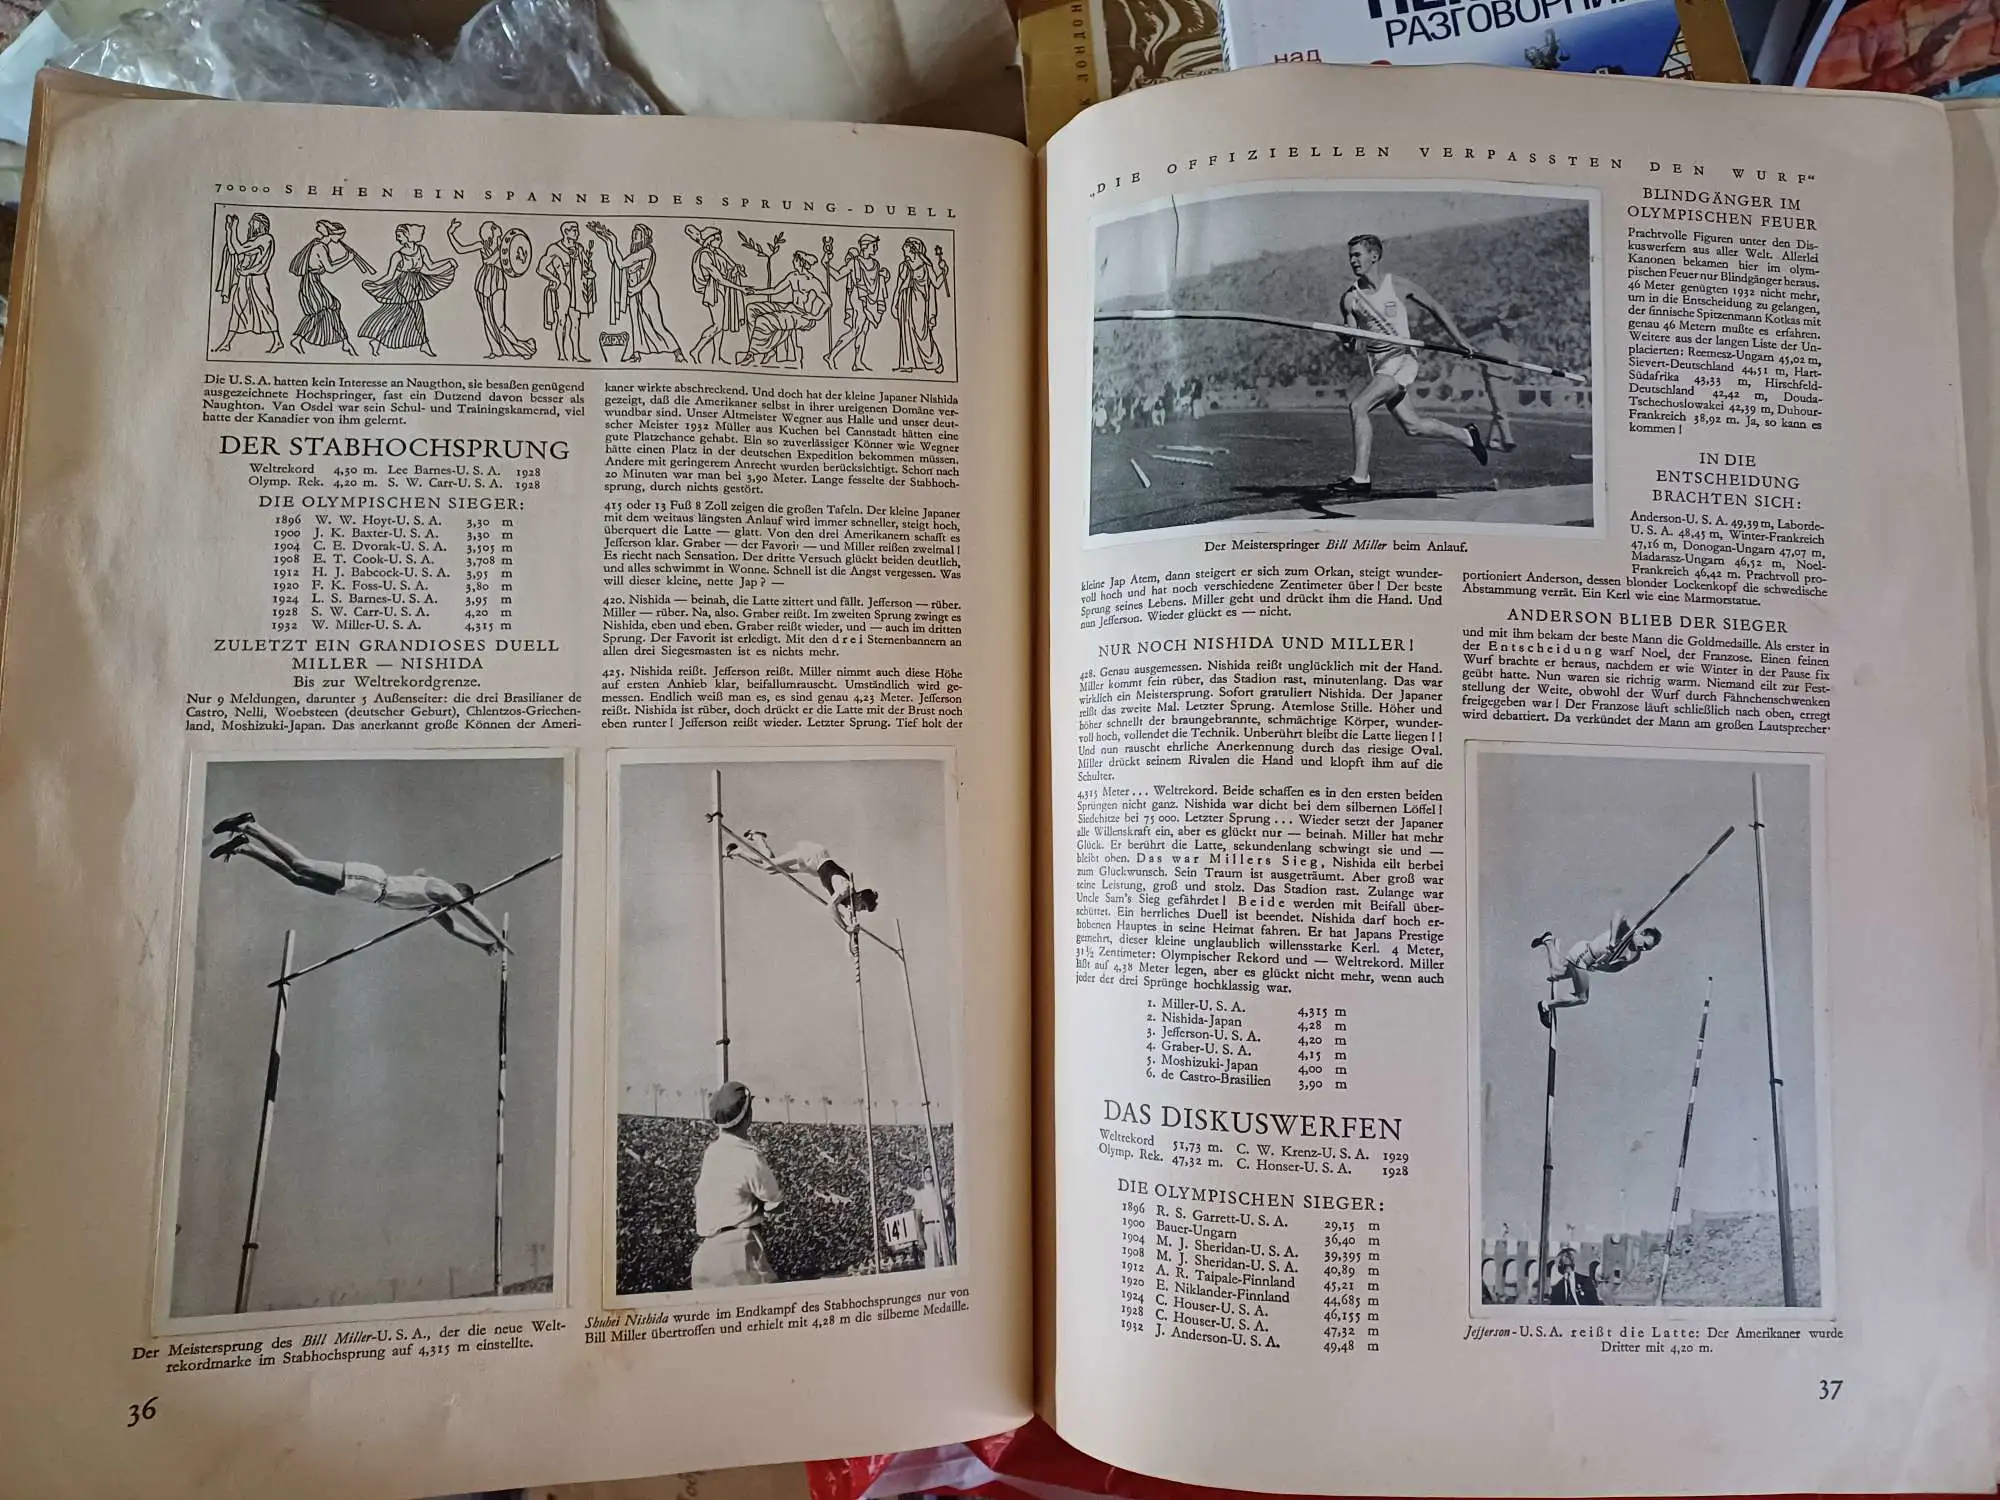 ЛОНДОН
РАЗГОВОРНИ
над
70000 SEHEN EIN SPANNENDES SPRUNG-DUELL
Die U.S.A. hatten kein Interesse an Naugthon, sie besaßen genügend
ausgezeichnete Hochspringer, fast ein Dutzend davon besser als
Naughton. Van Osdel war sein Schul- und Trainingskamerad, viel
hatte der Kanadier von ihm gelernt.
DER STABHOCHSPRUNG
Weltrekord 4,30 m. Lee Barnes-U.S.A. 1928
Olymp. Rek. 4,20 m. S. W. Carr-U.S.A. 1928
DIE OLYMPISCHEN SIEGER:
1896 W. W. Hoyt-U.S.A. 3,30 m
1900 J. K. Baxter-U.S.A. 3,30 m
1904 C. E. Dvorak-U.S.A. 3,505 m
1908 E. T. Cook-U.S.A. 3,708 m
1912 H. J. Babcock-U.S.A. 3,95 m
1920 F. K. Foss-U.S.A. 3,80 m
1924 L. S. Barnes-U.S.A. 3,95 m
1928 S. W. Carr-U.S.A. 4,20 m
1932 W. Miller-U.S.A. 4,315 m
ZULETZT EIN GRANDIOSES DUELL
MILLER — NISHIDA
Bis zur Weltrekordgrenze.
Nur 9 Meldungen, darunter 5 Außenseiter: die drei Brasilianer de
Castro, Nelli, Woebsteen (deutscher Geburt), Chlentzos-Griechen-
land, Moshizuki-Japan. Das anerkannt große Können der Ameri-
kaner wirkte abschreckend. Und doch hat der kleine Japaner Nishida
gezeigt, daß die Amerikaner selbst in ihrer ureigenen Domäne ver-
wundbar sind. Unser Altmeister Wegner aus Halle und unser deut-
scher Meister 1932 Müller aus Kuchen bei Cannstadt hätten eine
gute Platzchance gehabt. Ein so zuverlässiger Könner wie Wegner
hätte einen Platz in der deutschen Expedition bekommen müssen.
Andere mit geringerem Anrecht wurden berücksichtigt. Schon nach
20 Minuten war man bei 3,90 Meter. Lange fesselte der Stabhoch-
sprung, durch nichts gestört.
415 oder 13 Fuß 8 Zoll zeigen die großen Tafeln. Der kleine Japaner
mit dem weitaus längsten Anlauf wird immer schneller, steigt hoch,
überquert die Latte — glatt. Von den drei Amerikanern schafft es
Jefferson klar. Graber — der Favorit — und Miller reißen zweimal!
Es riecht nach Sensation. Der dritte Versuch glückt beiden deutlich,
und alles schwimmt in Wonne. Schnell ist die Angst vergessen. Was
will dieser kleine, nette Jap? —
420. Nishida — beinah, die Latte zittert und fällt. Jefferson — rüber.
Miller — rüber. Na, also. Graber reißt. Im zweiten Sprung zwingt es
Nishida, eben und eben. Graber reißt wieder, und — auch im dritten
Sprung. Der Favorit ist erledigt. Mit den drei Sternenbannern an
allen drei Siegesmasten ist es nichts mehr.
425. Nishida reißt. Jefferson reißt. Miller nimmt auch diese Höhe
auf ersten Anhieb klar, beifallumrauscht. Umständlich wird ge-
messen. Endlich weiß man es, es sind genau 4,23 Meter. Jefferson
reißt. Nishida ist rüber, doch drückt er die Latte mit der Brust noch
eben runter! Jefferson reißt wieder. Letzter Sprung. Tief holt der
Der Meistersprung des Bill Miller-U.S.A., der die neue Welt-
rekordmarke im Stabhochsprung auf 4,315 m einstellte.
14'1
Shuhei Nishida wurde im Endkampf des Stabhochsprunges nur von
Bill Miller übertroffen und erhielt mit 4,28 m die silberne Medaille.
36
„DIE OFFIZIELLEN VERPASSTEN DEN WURF“
Der Meisterspringer Bill Miller beim Anlauf.
kleine Jap Atem, dann steigert er sich zum Orkan, steigt wunder-
voll hoch und hat noch verschiedene Zentimeter über! Der beste
Sprung seines Lebens. Miller geht und drückt ihm die Hand. Und
nun Jefferson. Wieder glückt es — nicht.
NUR NOCH NISHIDA UND MILLER!
428. Genau ausgemessen. Nishida reißt unglücklich mit der Hand.
Miller kommt fein rüber, das Stadion rast, minutenlang. Das war
wirklich ein Meistersprung. Sofort gratuliert Nishida. Der Japaner
reißt das zweite Mal. Letzter Sprung. Atemlose Stille. Höher und
höher schnellt der braungebrannte, schmächtige Körper, wunder-
voll hoch, vollendet die Technik. Unberührt bleibt die Latte liegen!!
Und nun rauscht ehrliche Anerkennung durch das riesige Oval.
Miller drückt seinem Rivalen die Hand und klopft ihm auf die
Schulter.
4,315 Meter... Weltrekord. Beide schaffen es in den ersten beiden
Sprüngen nicht ganz. Nishida war dicht bei dem silbernen Löffel!
Siedehitze bei 75 000. Letzter Sprung... Wieder setzt der Japaner
alle Willenskraft ein, aber es glückt nur — beinah. Miller hat mehr
Glück. Er berührt die Latte, sekundenlang schwingt sie und —
bleibt oben. Das war Millers Sieg, Nishida eilt herbei
zum Glückwunsch. Sein Traum ist ausgeträumt. Aber groß war
seine Leistung, groß und stolz. Das Stadion rast. Zulange war
Uncle Sam's Sieg gefährdet! Beide werden mit Beifall über-
schüttet. Ein herrliches Duell ist beendet. Nishida darf hoch er-
hobenen Hauptes in seine Heimat fahren. Er hat Japans Prestige
gemehrt, dieser kleine unglaublich willensstarke Kerl. 4 Meter,
31½ Zentimeter: Olympischer Rekord und — Weltrekord. Miller
läßt auf 4,38 Meter legen, aber es glückt nicht mehr, wenn auch
jeder der drei Sprünge hochklassig war.
1. Miller-U.S.A. 4,315 m
2. Nishida-Japan 4,28 m
3. Jefferson-U.S.A. 4,20 m
4. Graber-U.S.A. 4,15 m
5. Moshizuki-Japan 4,00 m
6. de Castro-Brasilien 3,90 m
DAS DISKUSWERFEN
Weltrekord 51,73 m. C. W. Krenz-U.S.A. 1929
Olymp. Rek. 47,32 m. C. Honser-U.S.A. 1928
DIE OLYMPISCHEN SIEGER:
1896 R. S. Garrett-U.S.A. 29,15 m
1900 Bauer-Ungarn 36,40 m
1904 M. J. Sheridan-U.S.A. 39,395 m
1908 M. J. Sheridan-U.S.A. 40,89 m
1912 A. R. Taipale-Finnland 45,21 m
1920 E. Niklander-Finnland 44,685 m
1924 C. Houser-U.S.A. 46,155 m
1928 C. Houser-U.S.A. 47,32 m
1932 J. Anderson-U.S.A. 49,48 m
BLINDGÄNGER IM
OLYMPISCHEN FEUER
Prachtvolle Figuren unter den Dis-
kuswerfern aus aller Welt. Allerlei
Kanonen bekamen hier im olym-
pischen Feuer nur Blindgänger heraus.
46 Meter genügten 1932 nicht mehr,
um in die Entscheidung zu gelangen,
der finnische Spitzenmann Kotkas mit
genau 46 Metern mußte es erfahren.
Weitere aus der langen Liste der Un-
placierten: Reemesz-Ungarn 45,02 m,
Sievert-Deutschland 44,51 m, Hart-
Südafrika 43,33 m, Hirschfeld-
Deutschland 42,42 m, Douda-
Tschechoslowakei 42,39 m, Duhour-
Frankreich 38,92 m. Ja, so kann es
kommen!
IN DIE
ENTSCHEIDUNG
BRACHTEN SICH:
Anderson-U.S.A. 49,39 m, Laborde-
U.S.A. 48,45 m, Winter-Frankreich
47,16 m, Donogan-Ungarn 47,07 m,
Madarasz-Ungarn 46,52 m, Noel-
Frankreich 46,42 m. Prachtvoll pro-
portioniert Anderson, dessen blonder Lockenkopf die schwedische
Abstammung verrät. Ein Kerl wie eine Marmorstatue.
ANDERSON BLIEB DER SIEGER
und mit ihm bekam der beste Mann die Goldmedaille. Als erster in
der Entscheidung warf Noel, der Franzose. Einen feinen
Wurf brachte er heraus, nachdem er wie Winter in der Pause fix
geübt hatte. Nun waren sie richtig warm. Niemand eilt zur Fest-
stellung der Weite, obwohl der Wurf durch Fähnchenschwenken
freigegeben war! Der Franzose läuft schließlich nach oben, erregt
wird debattiert. Da verkündet der Mann am großen Lautsprecher
Jefferson-U.S.A. reißt die Latte: Der Amerikaner wurde
Dritter mit 4,20 m.
37